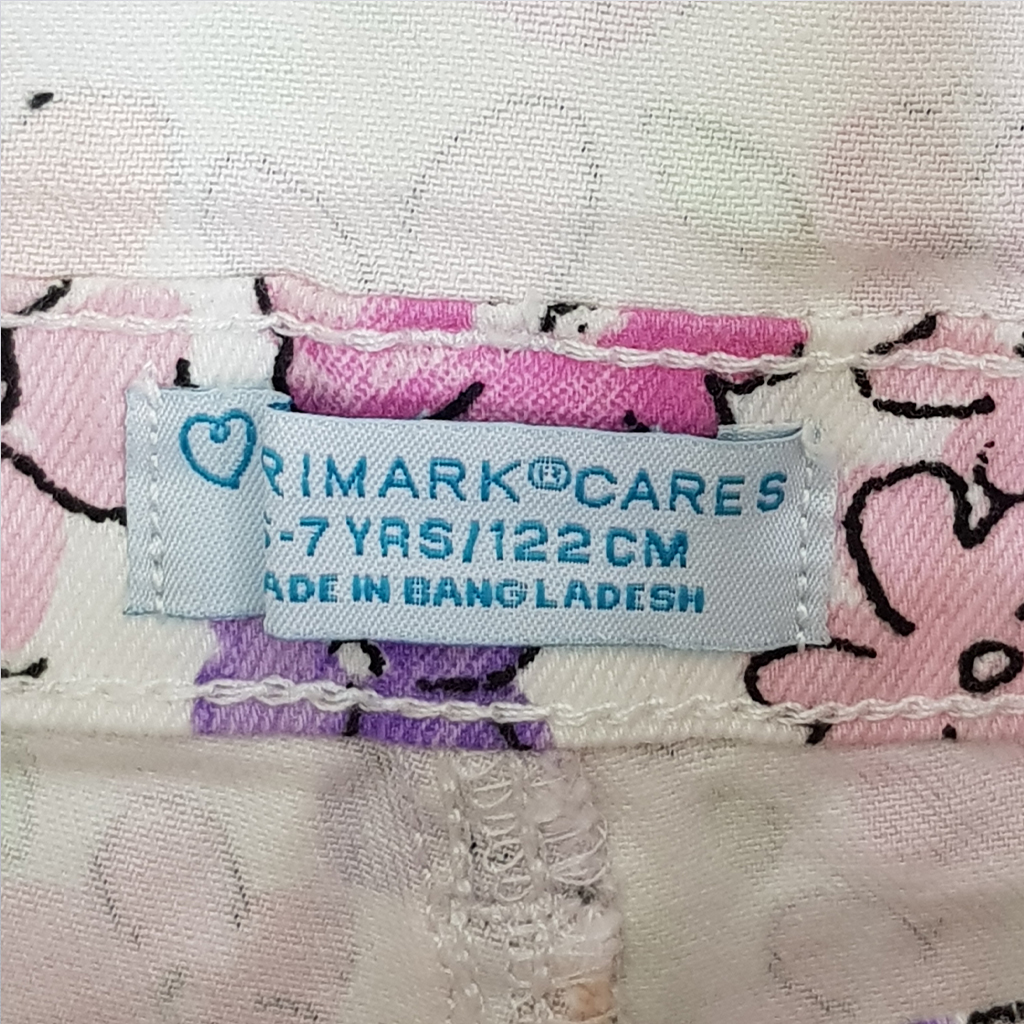 RIMARK®CARES
-7 YRS/122 CM
ADE IN BANGLADESH